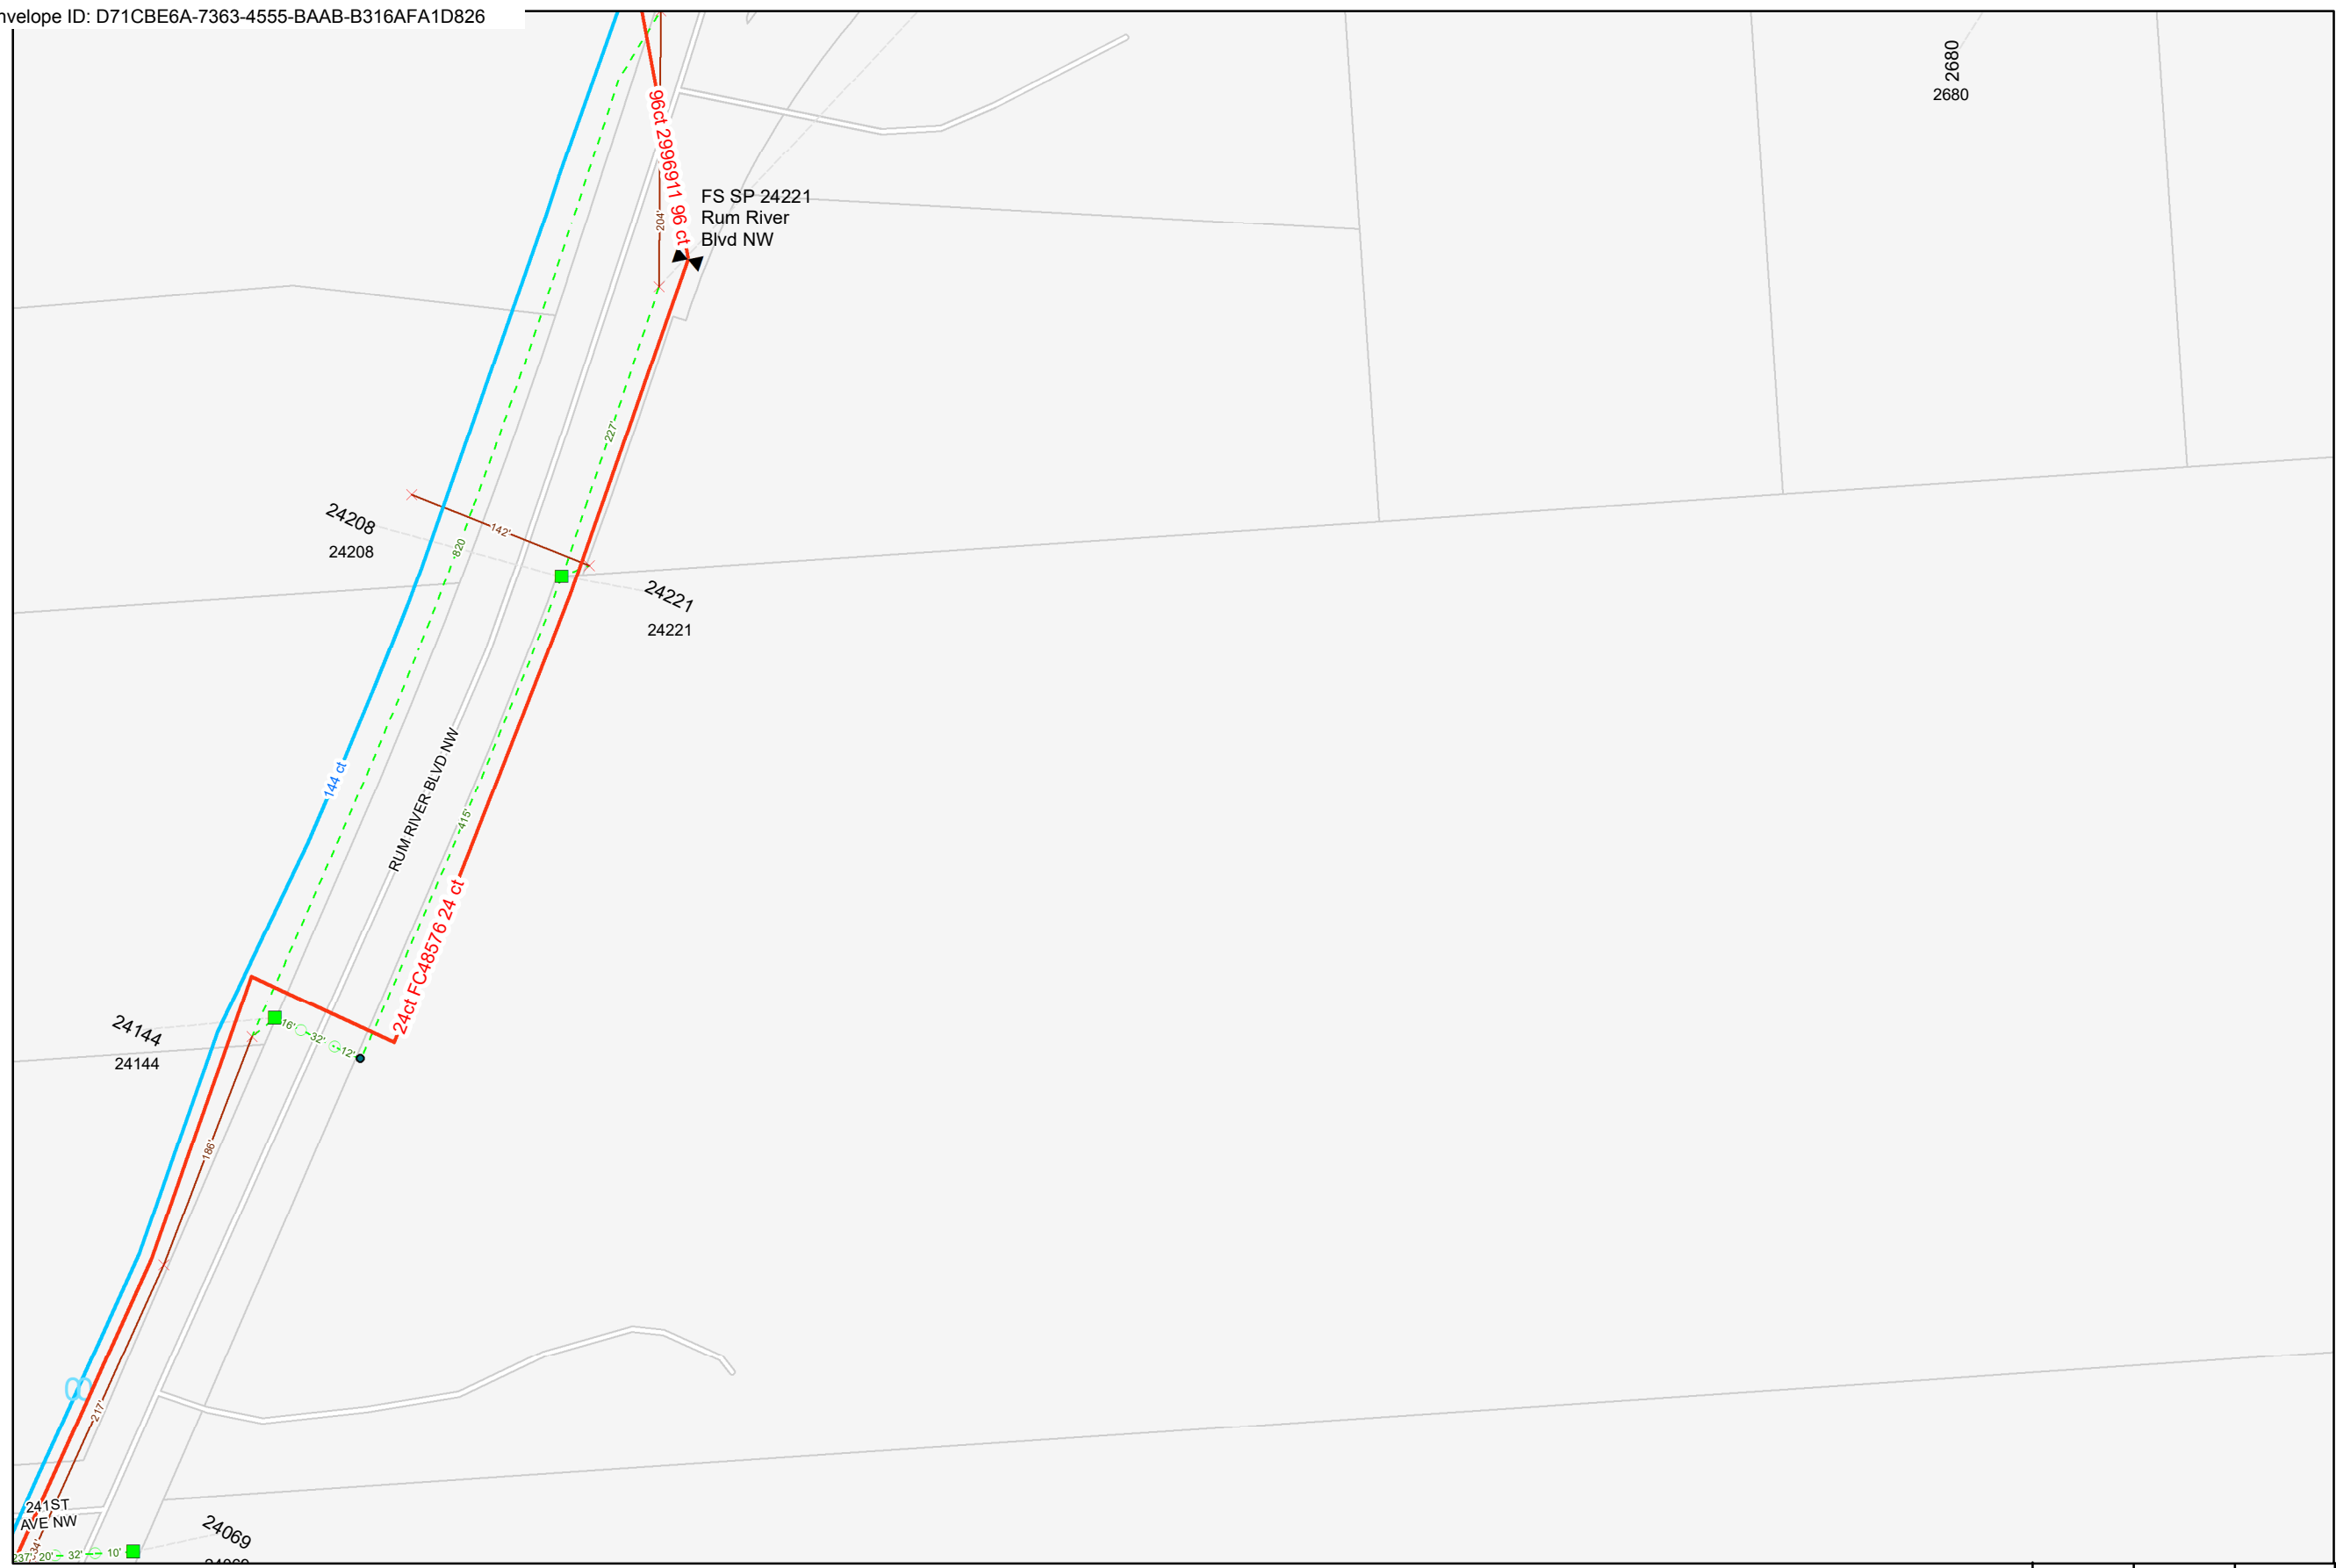 nvelope ID: D71CBE6A-7363-4555-BAAB-B316AFA1D826
2680
2680
96ct 2996911 96 ct
FS SP 24221
Rum River
Blvd NW
204'
227'
24208
24208
142'
820
24221
24221
144 ct
RUM RIVER BLVD NW
415'
24ct FC48576 24 ct
24144
24144
16'
32'
12'
186'
217'
241ST
AVE NW
24069
34'
237'
20'
32'
10'